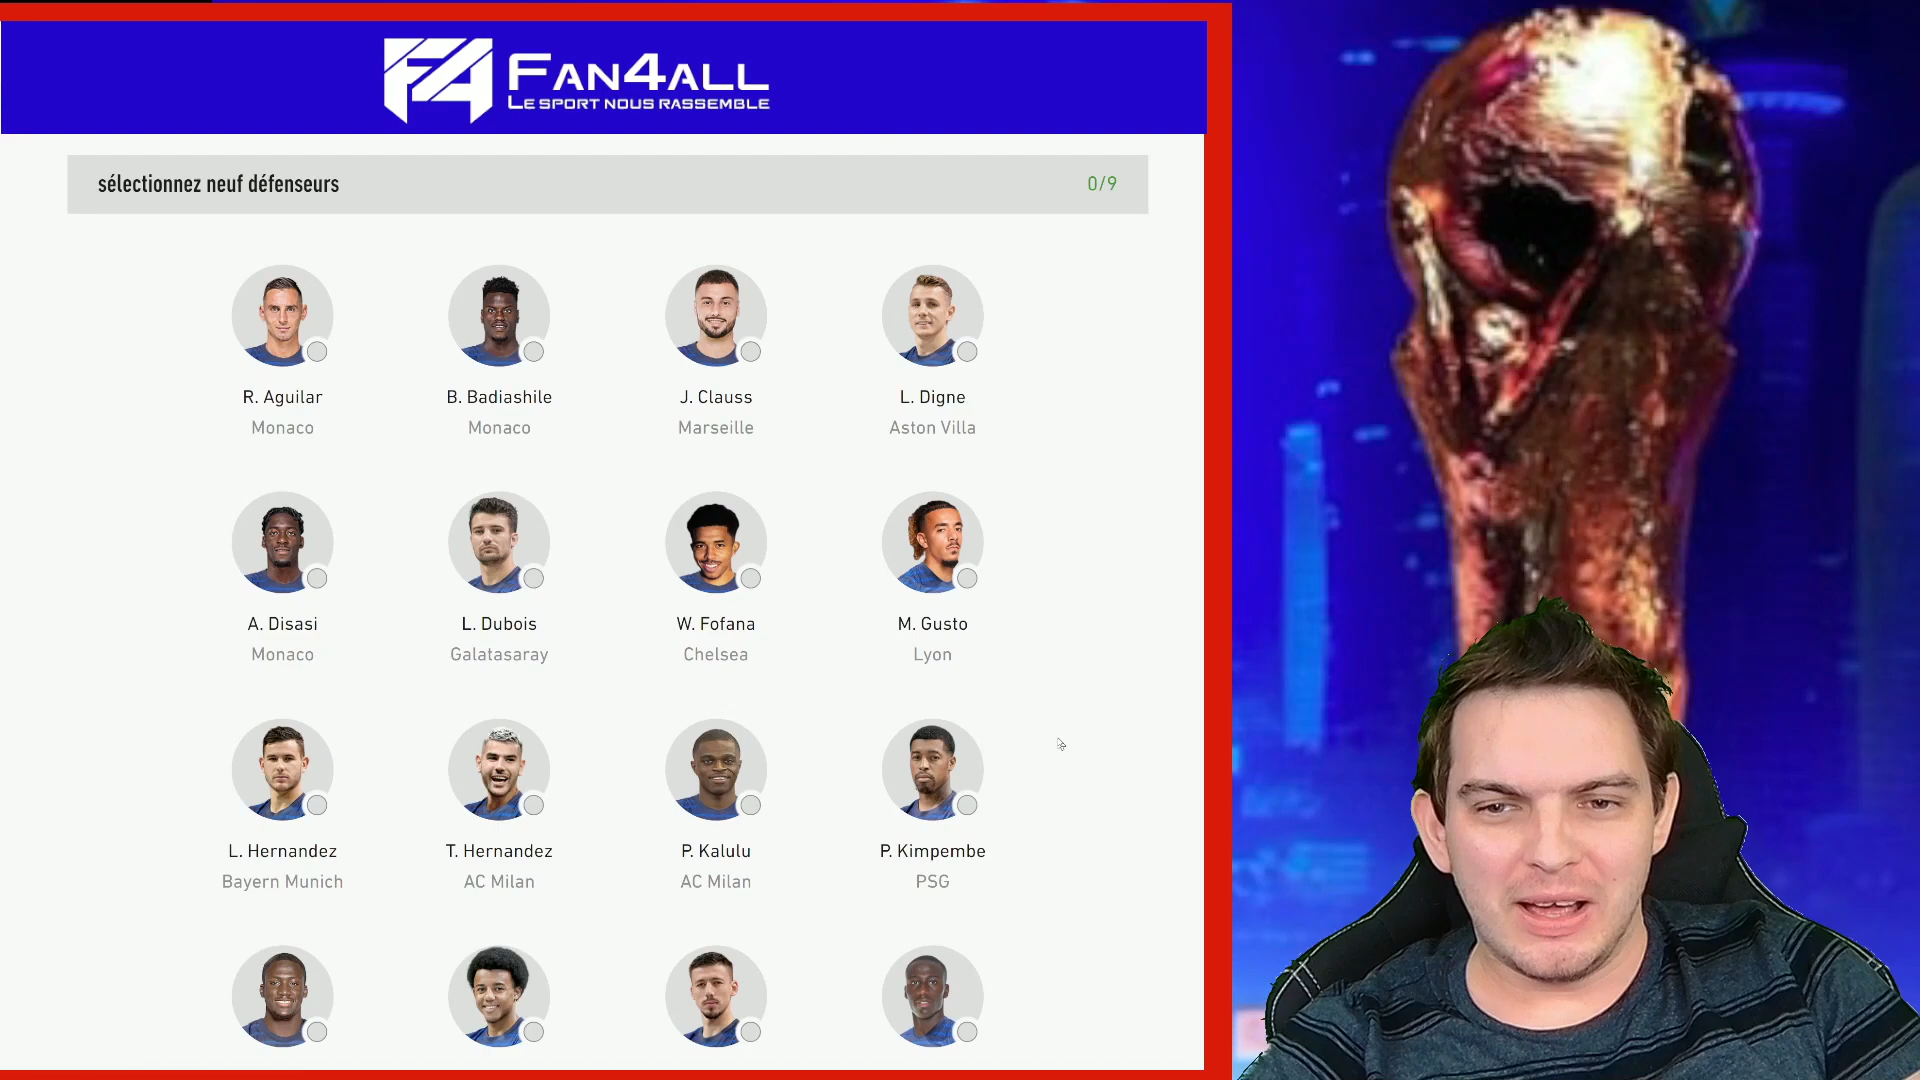 FAN4ALL
LE SPORT NOUS RASSEMBLE
sélectionnez neuf défenseurs 0/9
R. Aguilar B. Badiashile J. Clauss L. Digne
Monaco Monaco Marseille Aston Villa
A. Disasi L. Dubois W. Fofana M. Gusto
Monaco Galatasaray Chelsea Lyon
L. Hernandez T. Hernandez P. Kalulu P. Kimpembe
Bayern Munich AC Milan AC Milan PSG